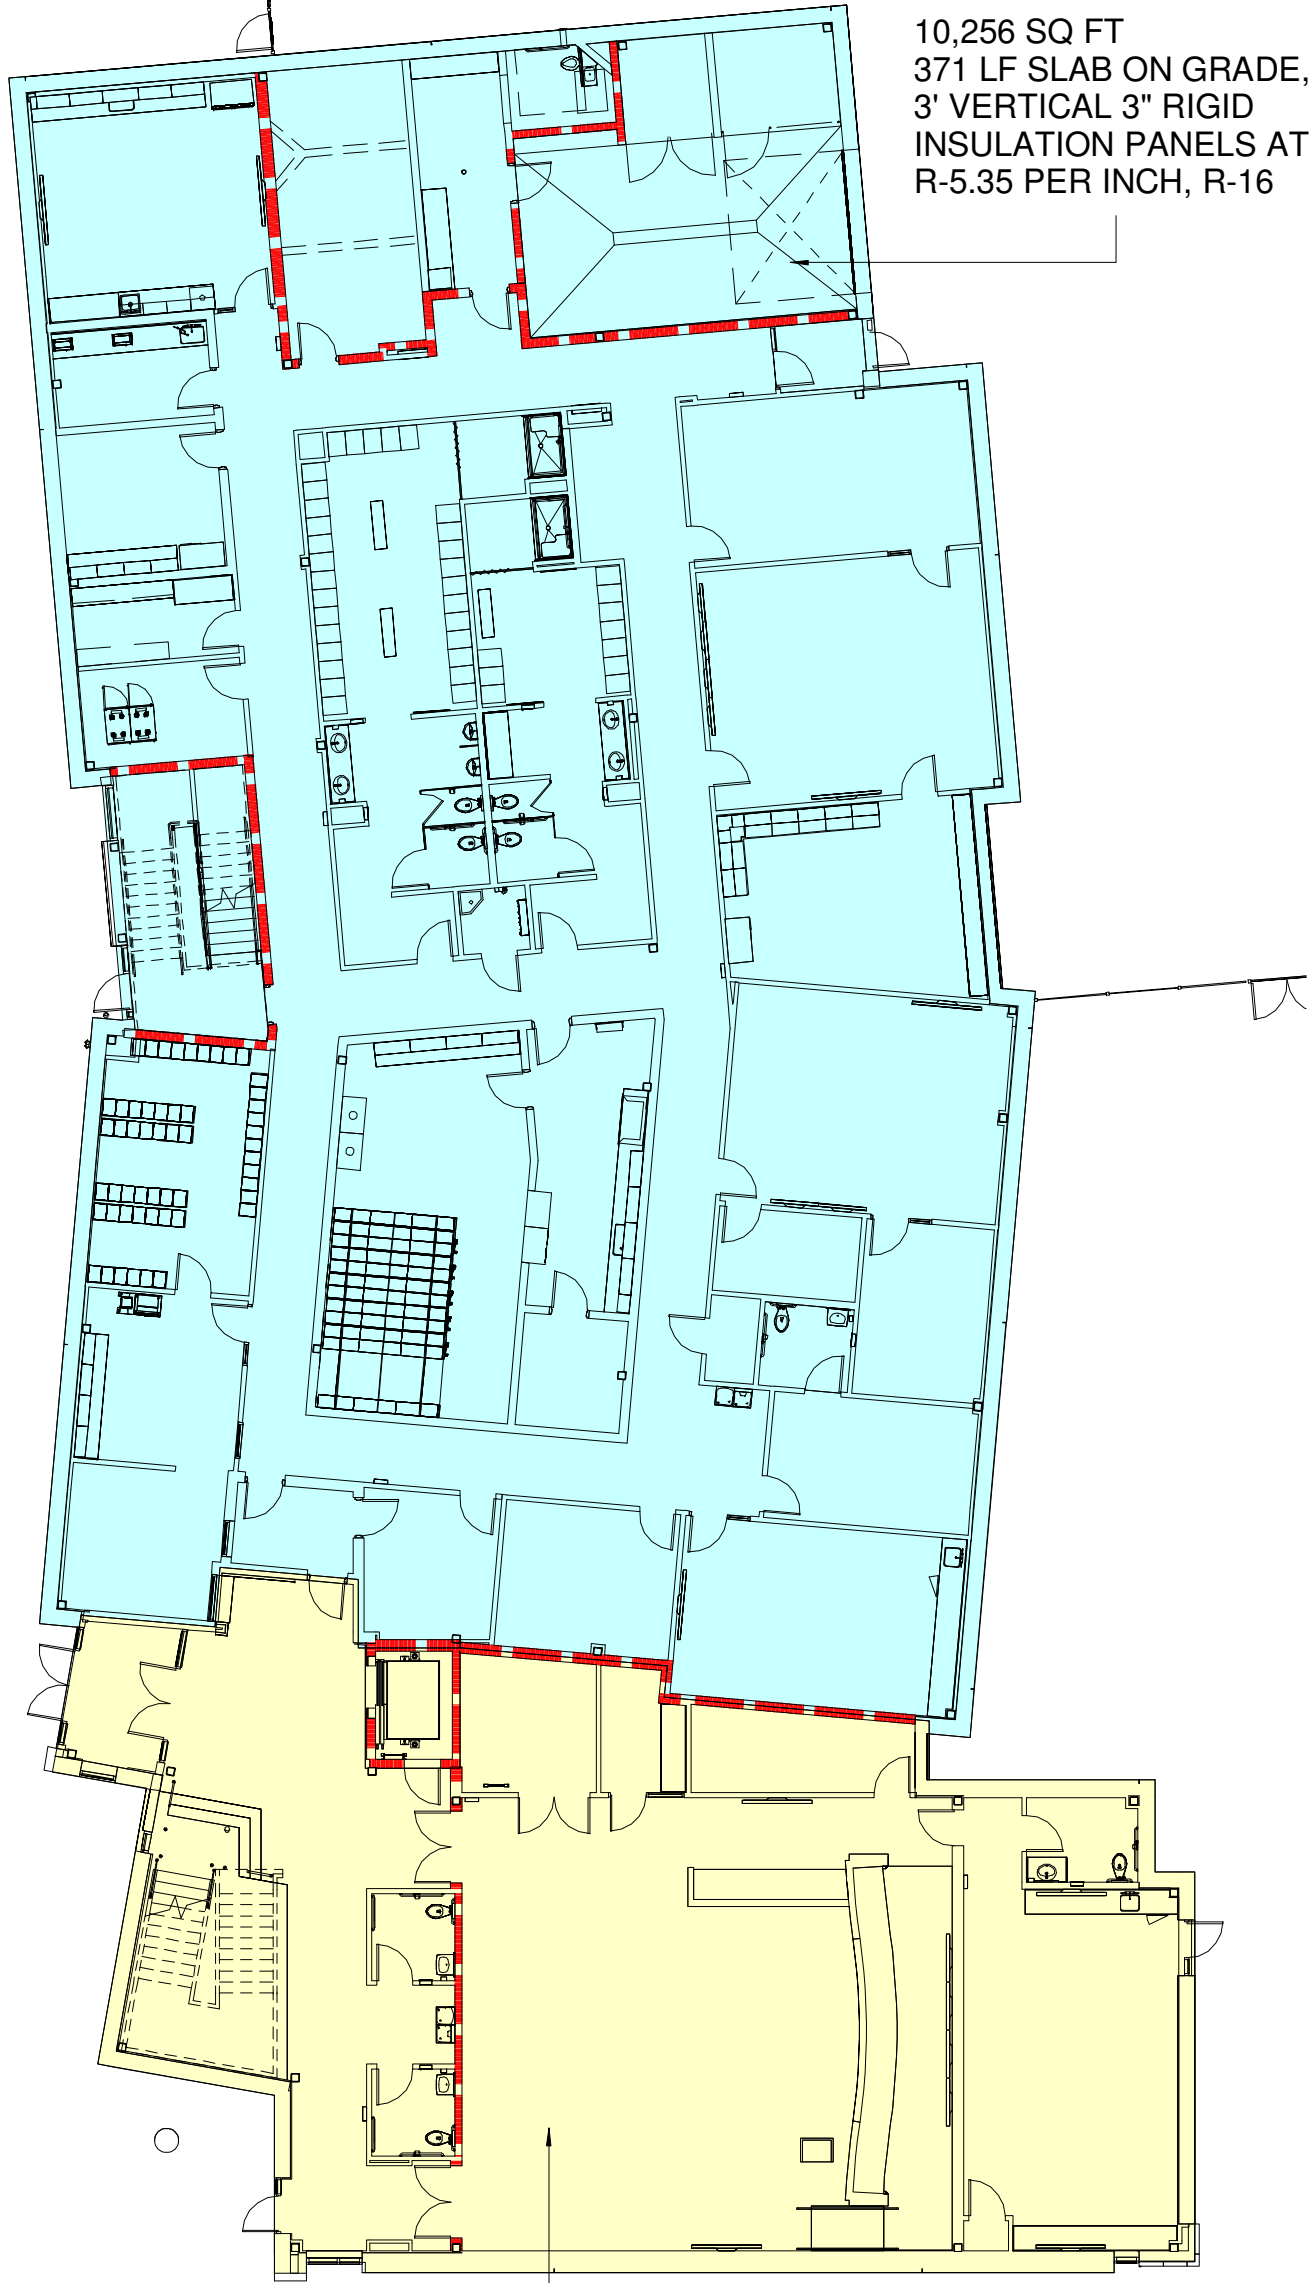 10,256 SQ FT
371 LF SLAB ON GRADE,
3' VERTICAL 3" RIGID
INSULATION PANELS AT
R-5.35 PER INCH, R-16